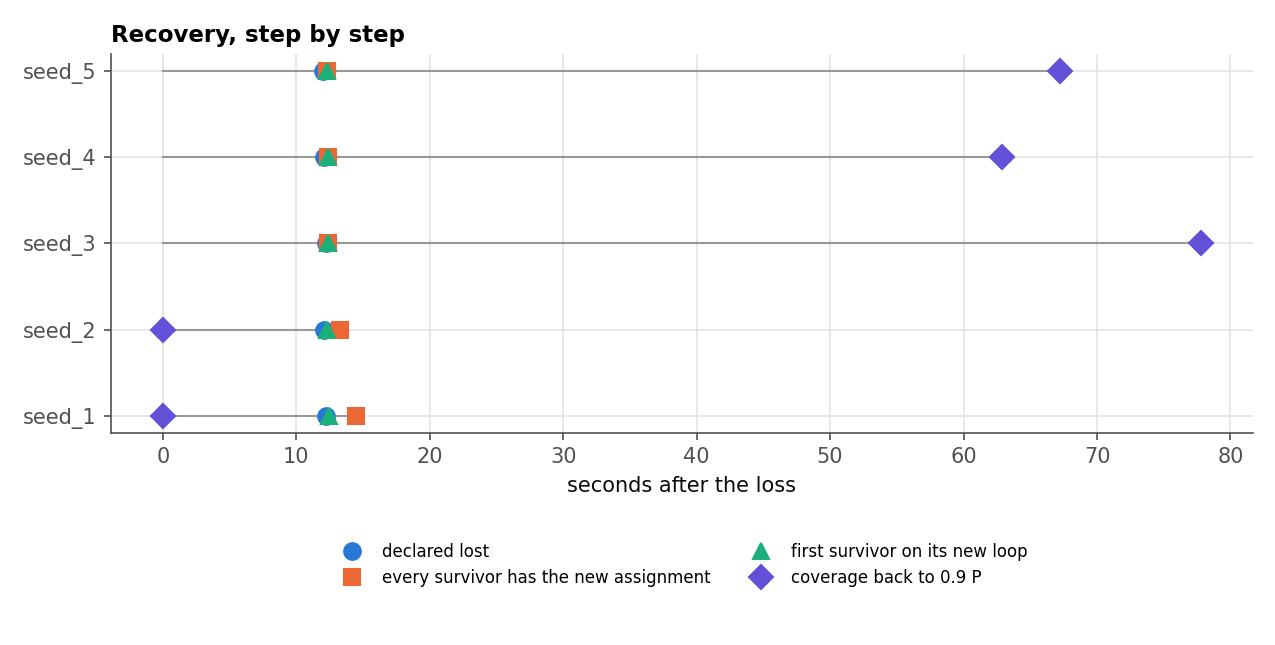 Recovery, step by step
seed_5
seed_4
seed_3
seed_2
seed_1
0 10 20 30 40 50 60 70 80
seconds after the loss
declared lost
every survivor has the new assignment
first survivor on its new loop
coverage back to 0.9 P